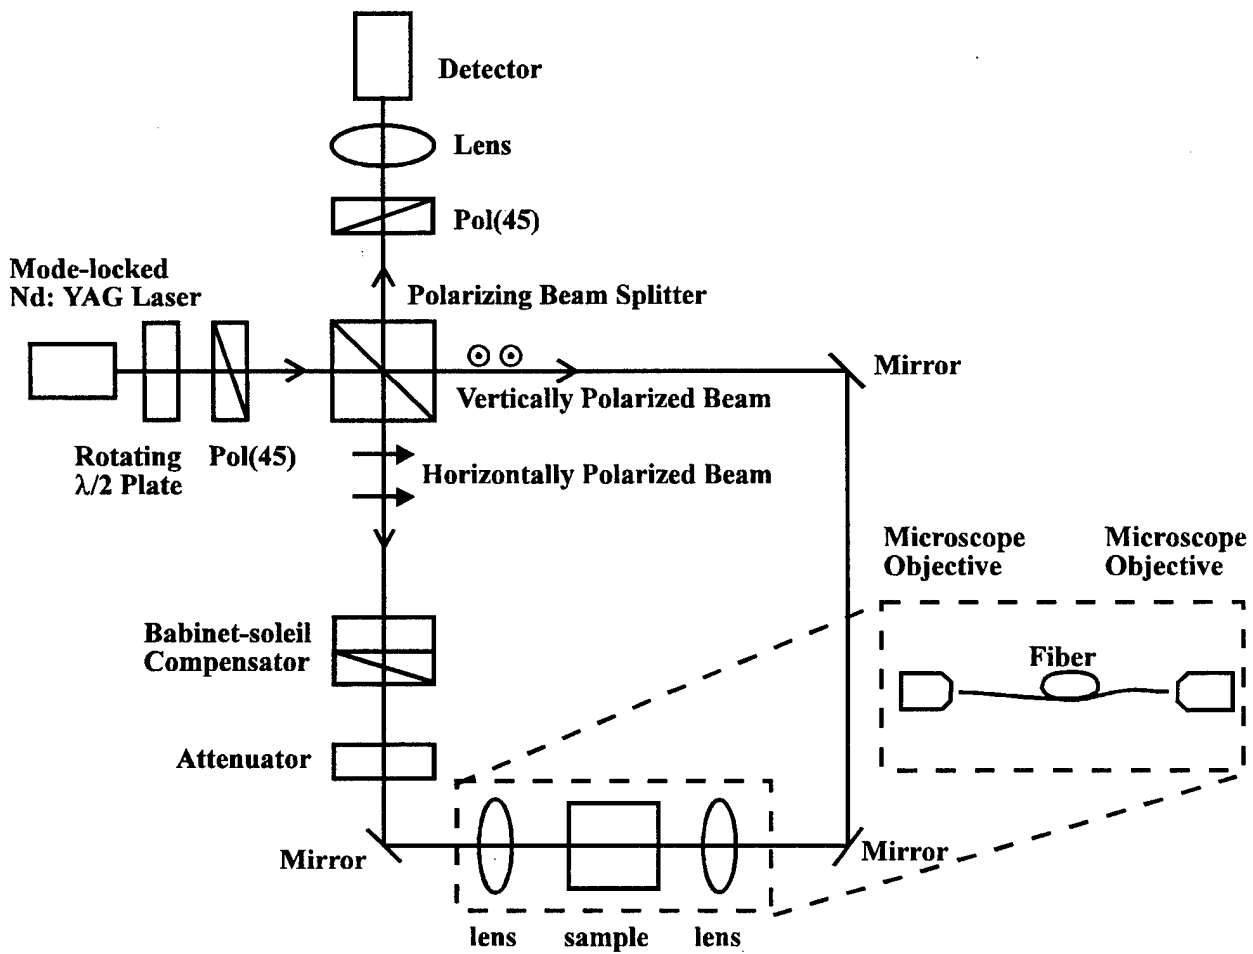 Detector
Lens
Pol(45)
Mode-locked
Nd: YAG Laser
Polarizing Beam Splitter
Mirror
Vertically Polarized Beam
Rotating
λ/2 Plate
Pol(45)
Horizontally Polarized Beam
Microscope
Objective
Microscope
Objective
Babinet-soleil
Compensator
Fiber
Attenuator
Mirror
Mirror
lens
sample
lens